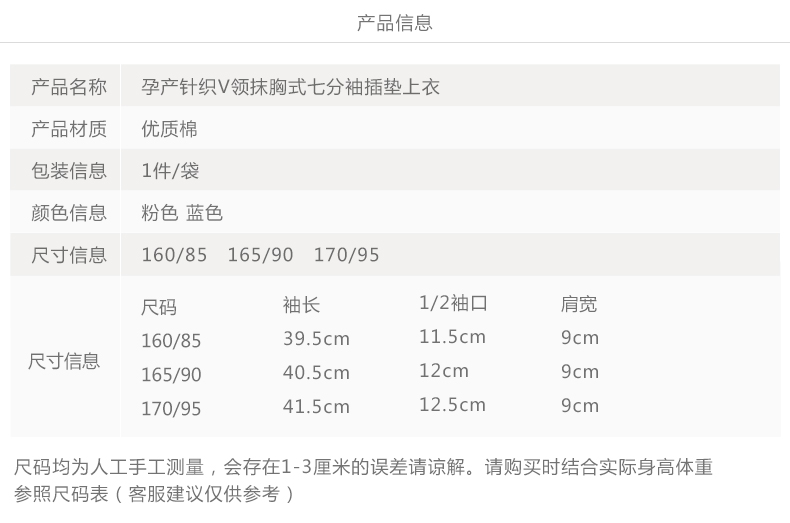 产品信息
产品名称 孕产针织V领抹胸式七分袖插垫上衣
产品材质 优质棉
包装信息 1件/袋
颜色信息 粉色 蓝色
尺寸信息 160/85 165/90 170/95
尺寸信息
尺码 袖长 1/2袖口 肩宽
160/85 39.5cm 11.5cm 9cm
165/90 40.5cm 12cm 9cm
170/95 41.5cm 12.5cm 9cm
尺码均为人工手工测量，会存在1-3厘米的误差请谅解。请购买时结合实际身高体重
参照尺码表（客服建议仅供参考）